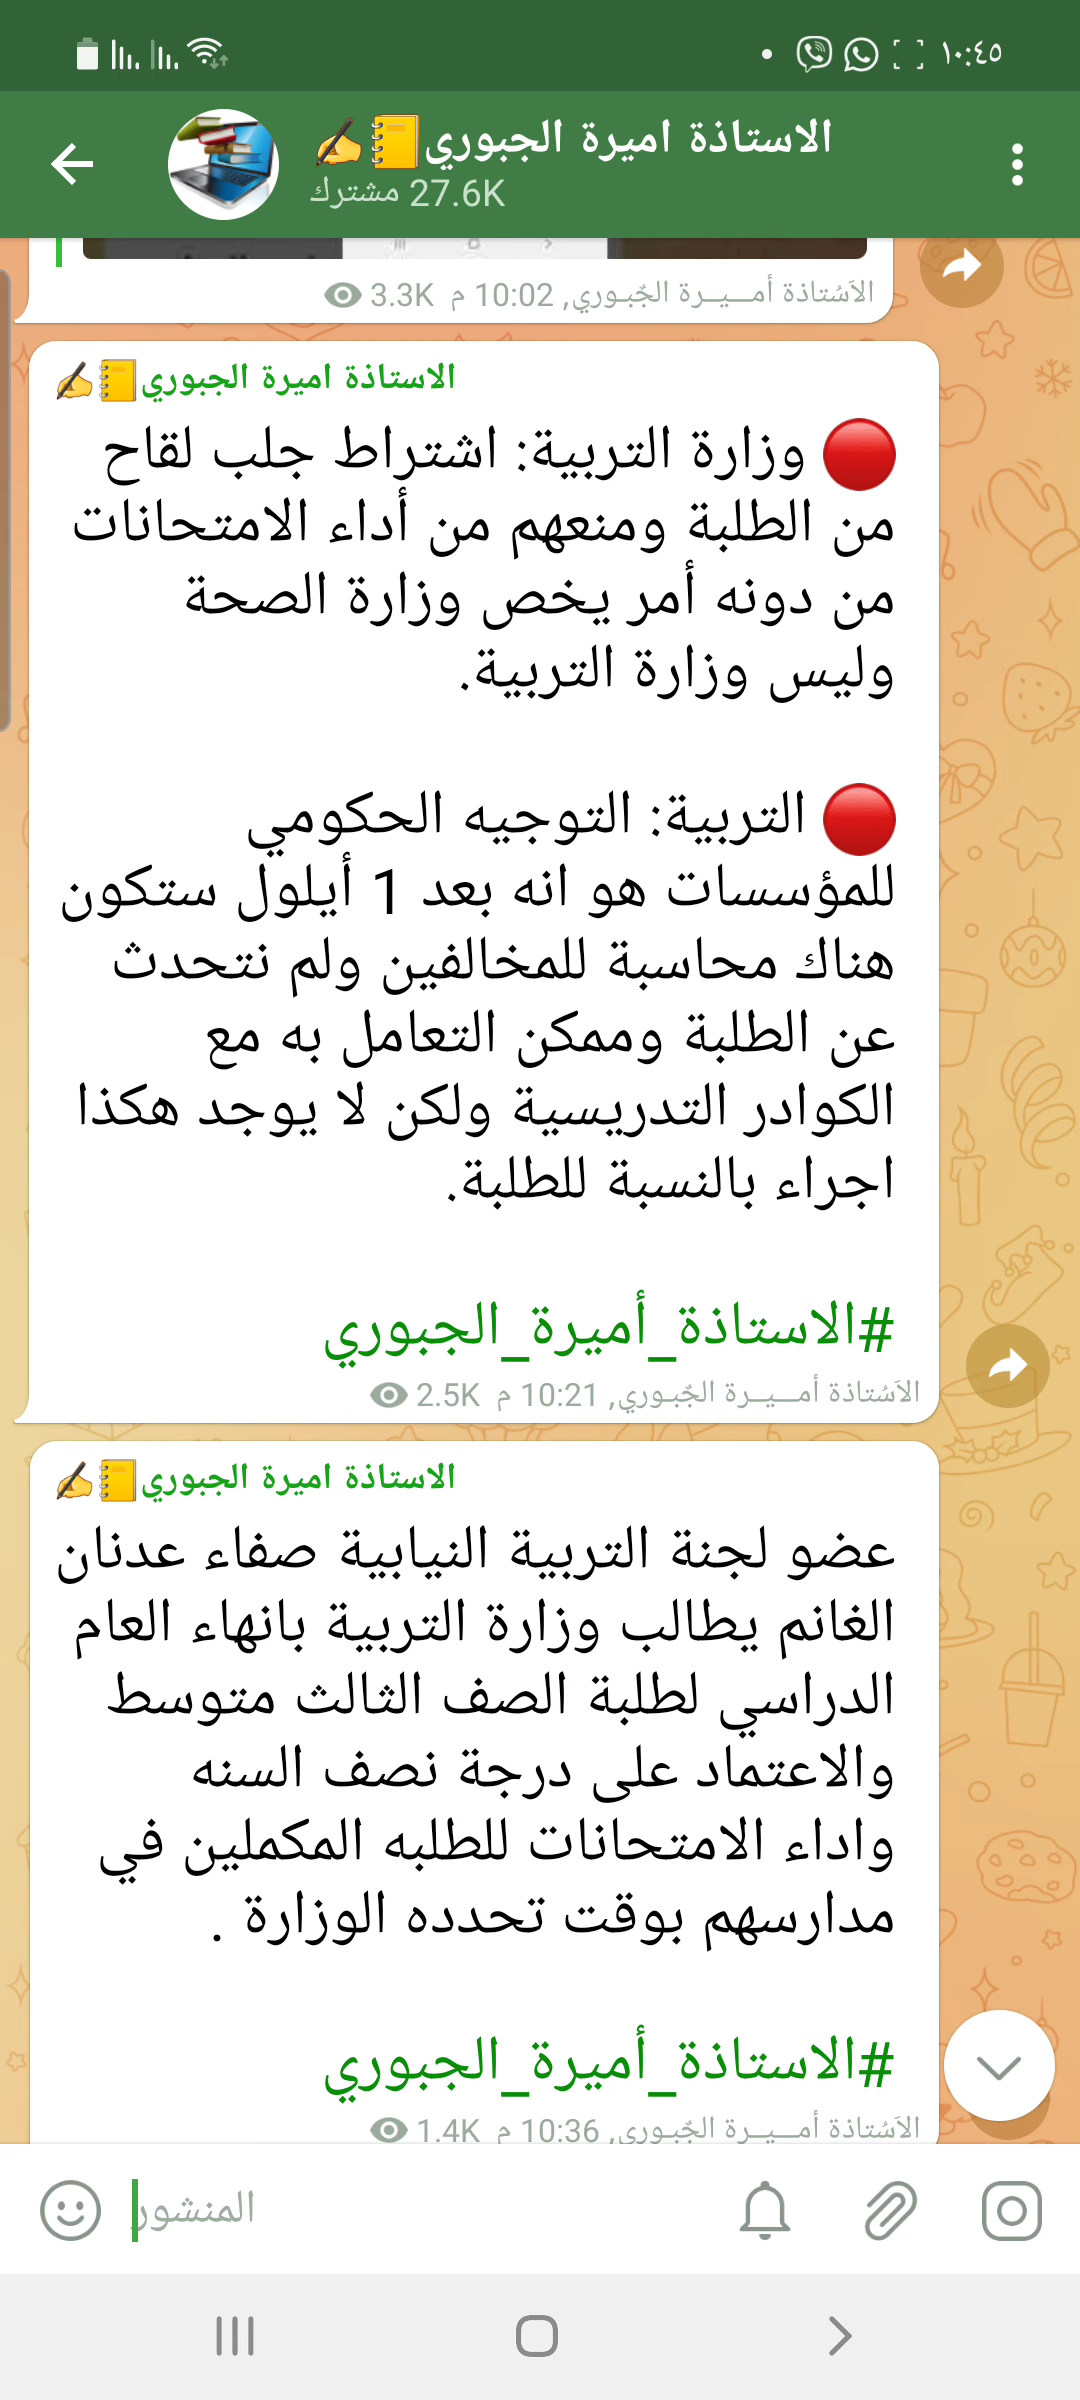 ١٠:٤٥
الاستاذة اميرة الجبوري📒✍️
27.6K مشترك
الاَسُتاذة أمـــيــرة الجُبـوري, 10:02 م 3.3K
الاستاذة اميرة الجبوري📒✍️
🔴 وزارة التربية: اشتراط جلب لقاح
من الطلبة ومنعهم من أداء الامتحانات
من دونه أمر يخص وزارة الصحة
وليس وزارة التربية.
🔴 التربية: التوجيه الحكومي
للمؤسسات هو انه بعد 1 أيلول ستكون
هناك محاسبة للمخالفين ولم نتحدث
عن الطلبة وممكن التعامل به مع
الكوادر التدريسية ولكن لا يوجد هكذا
اجراء بالنسبة للطلبة.
#الاستاذة_أميرة_الجبوري
الاَسُتاذة أمـــيــرة الجُبـوري, 10:21 م 2.5K
الاستاذة اميرة الجبوري📒✍️
عضو لجنة التربية النيابية صفاء عدنان
الغانم يطالب وزارة التربية بانهاء العام
الدراسي لطلبة الصف الثالث متوسط
والاعتماد على درجة نصف السنه
واداء الامتحانات للطلبه المكملين في
مدارسهم بوقت تحدده الوزارة .
#الاستاذة_أميرة_الجبوري
الاَسُتاذة أمـــيــرة الجُبـوري, 10:36 م 1.4K
المنشور